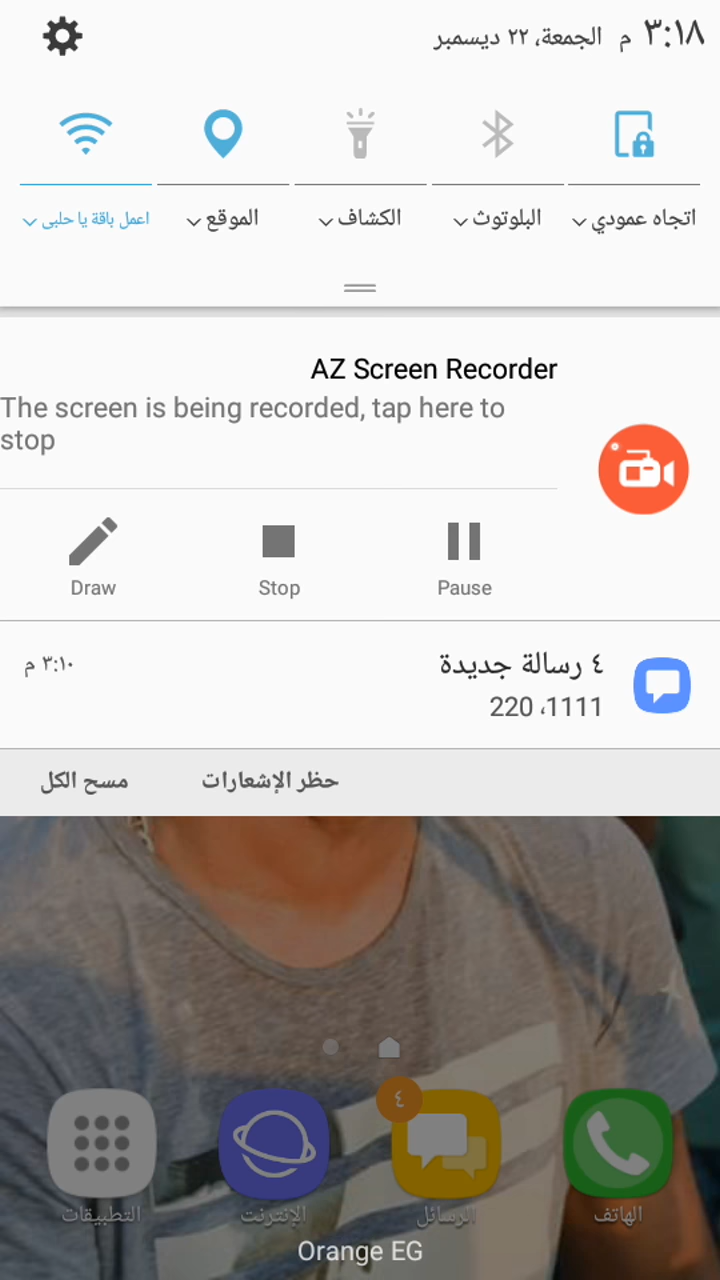 ٣:١٨ م الجمعة، ٢٢ ديسمبر
اتجاه عمودي
البلوتوث
الكشاف
الموقع
اعمل باقة يا حلبى
AZ Screen Recorder
The screen is being recorded, tap here to
stop
Draw
Stop
Pause
٤ رسالة جديدة
٣:١٠ م
1111، 220
حظر الإشعارات
مسح الكل
٤
الهاتف
الرسائل
الإنترنت
التطبيقات
Orange EG